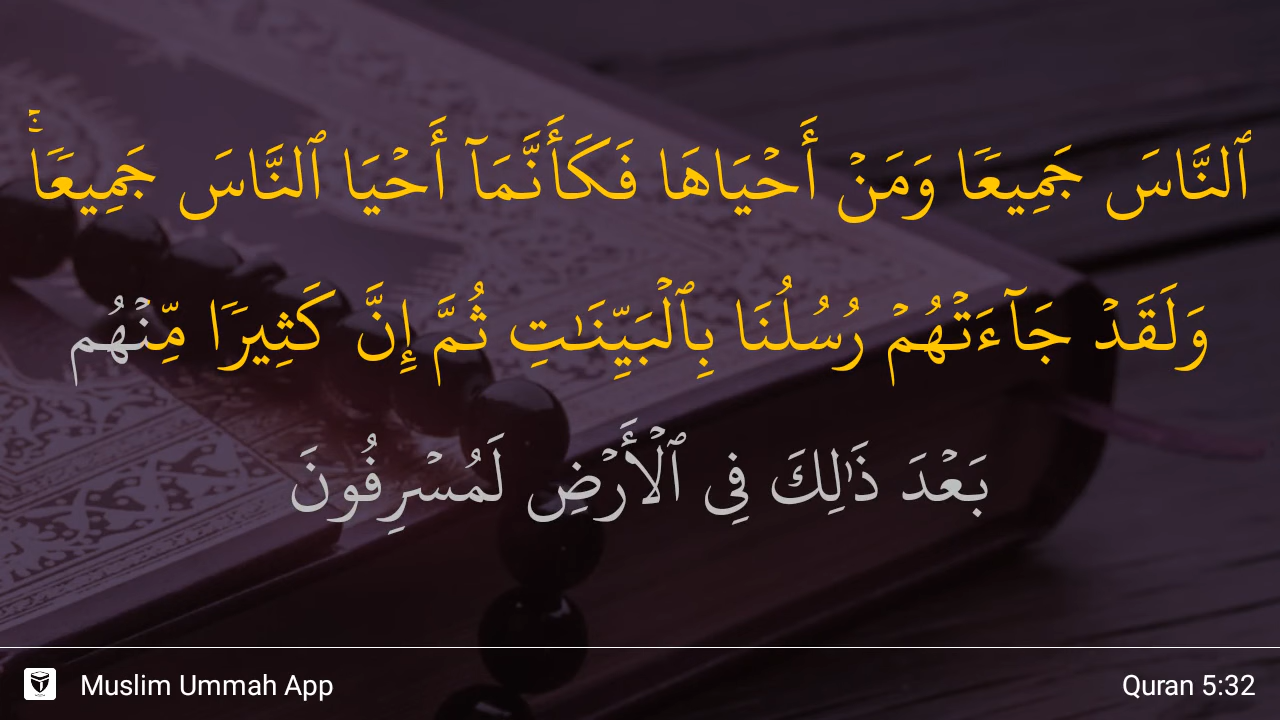 ٱلنَّاسَ جَمِيعًا وَمَنْ أَحْيَاهَا فَكَأَنَّمَآ أَحْيَا ٱلنَّاسَ جَمِيعًاۚ
وَلَقَدْ جَآءَتْهُمْ رُسُلُنَا بِٱلْبَيِّنَـٰتِ ثُمَّ إِنَّ كَثِيرًا مِّنْهُم
بَعْدَ ذَٰلِكَ فِى ٱلْأَرْضِ لَمُسْرِفُونَ
Muslim Ummah App
Quran 5:32